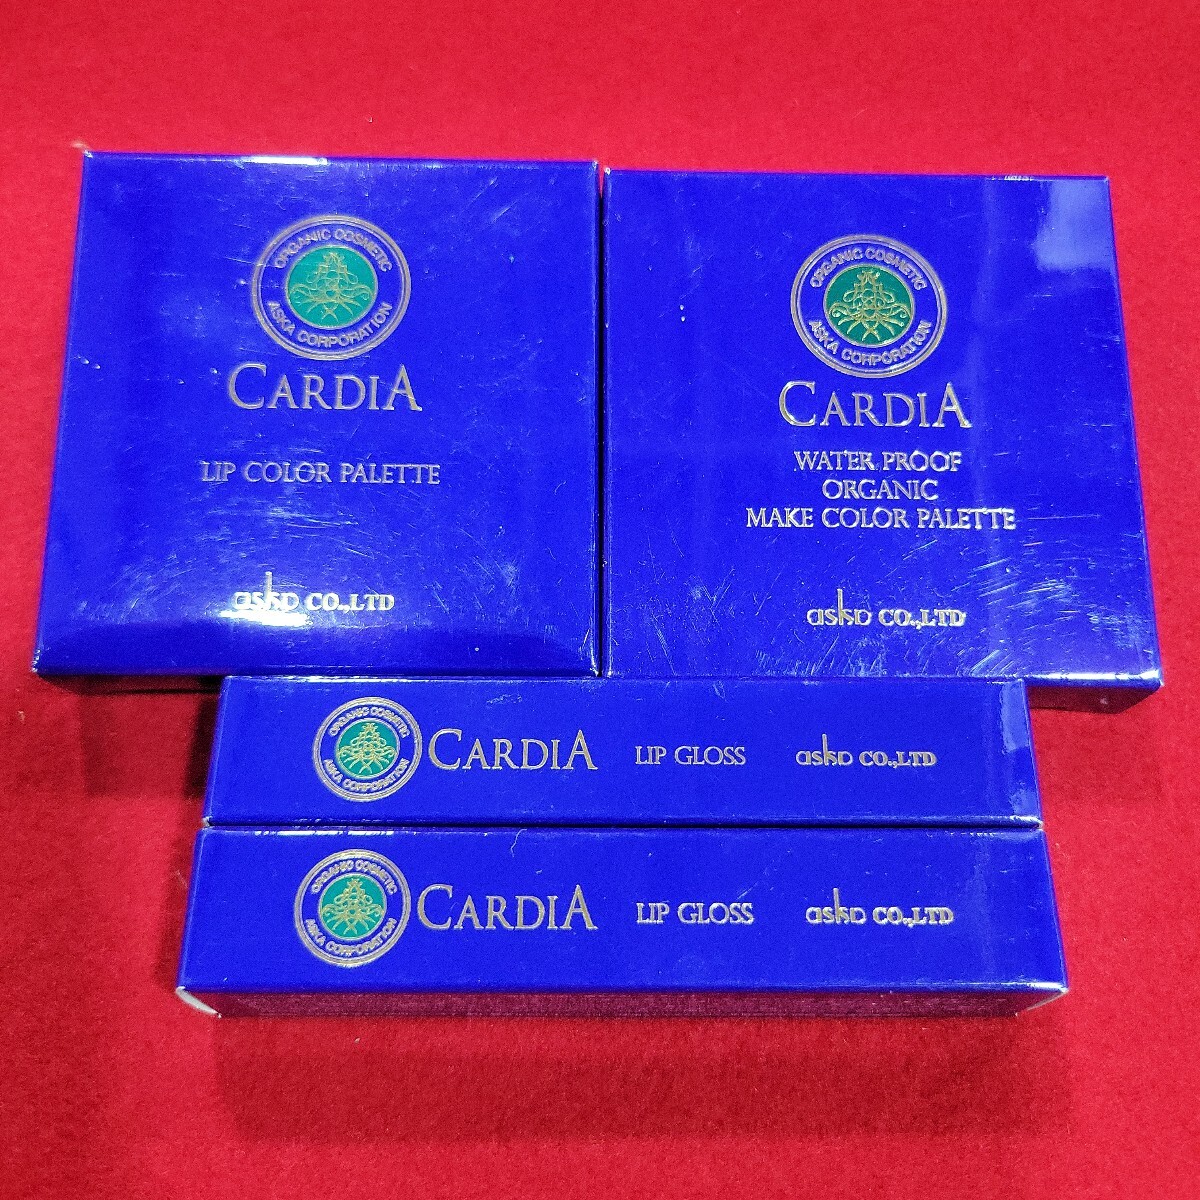 ORGANIC COSMETIC
ASKA CORPORATION
CARDIA
LIP COLOR PALETTE
aska CO.,LTD
ORGANIC COSMETIC
ASKA CORPORATION
CARDIA
WATER PROOF
ORGANIC
MAKE COLOR PALETTE
aska CO.,LTD
ORGANIC COSMETIC
ASKA CORPORATION
CARDIA LIP GLOSS aska CO.,LTD
ORGANIC COSMETIC
ASKA CORPORATION
CARDIA LIP GLOSS aska CO.,LTD